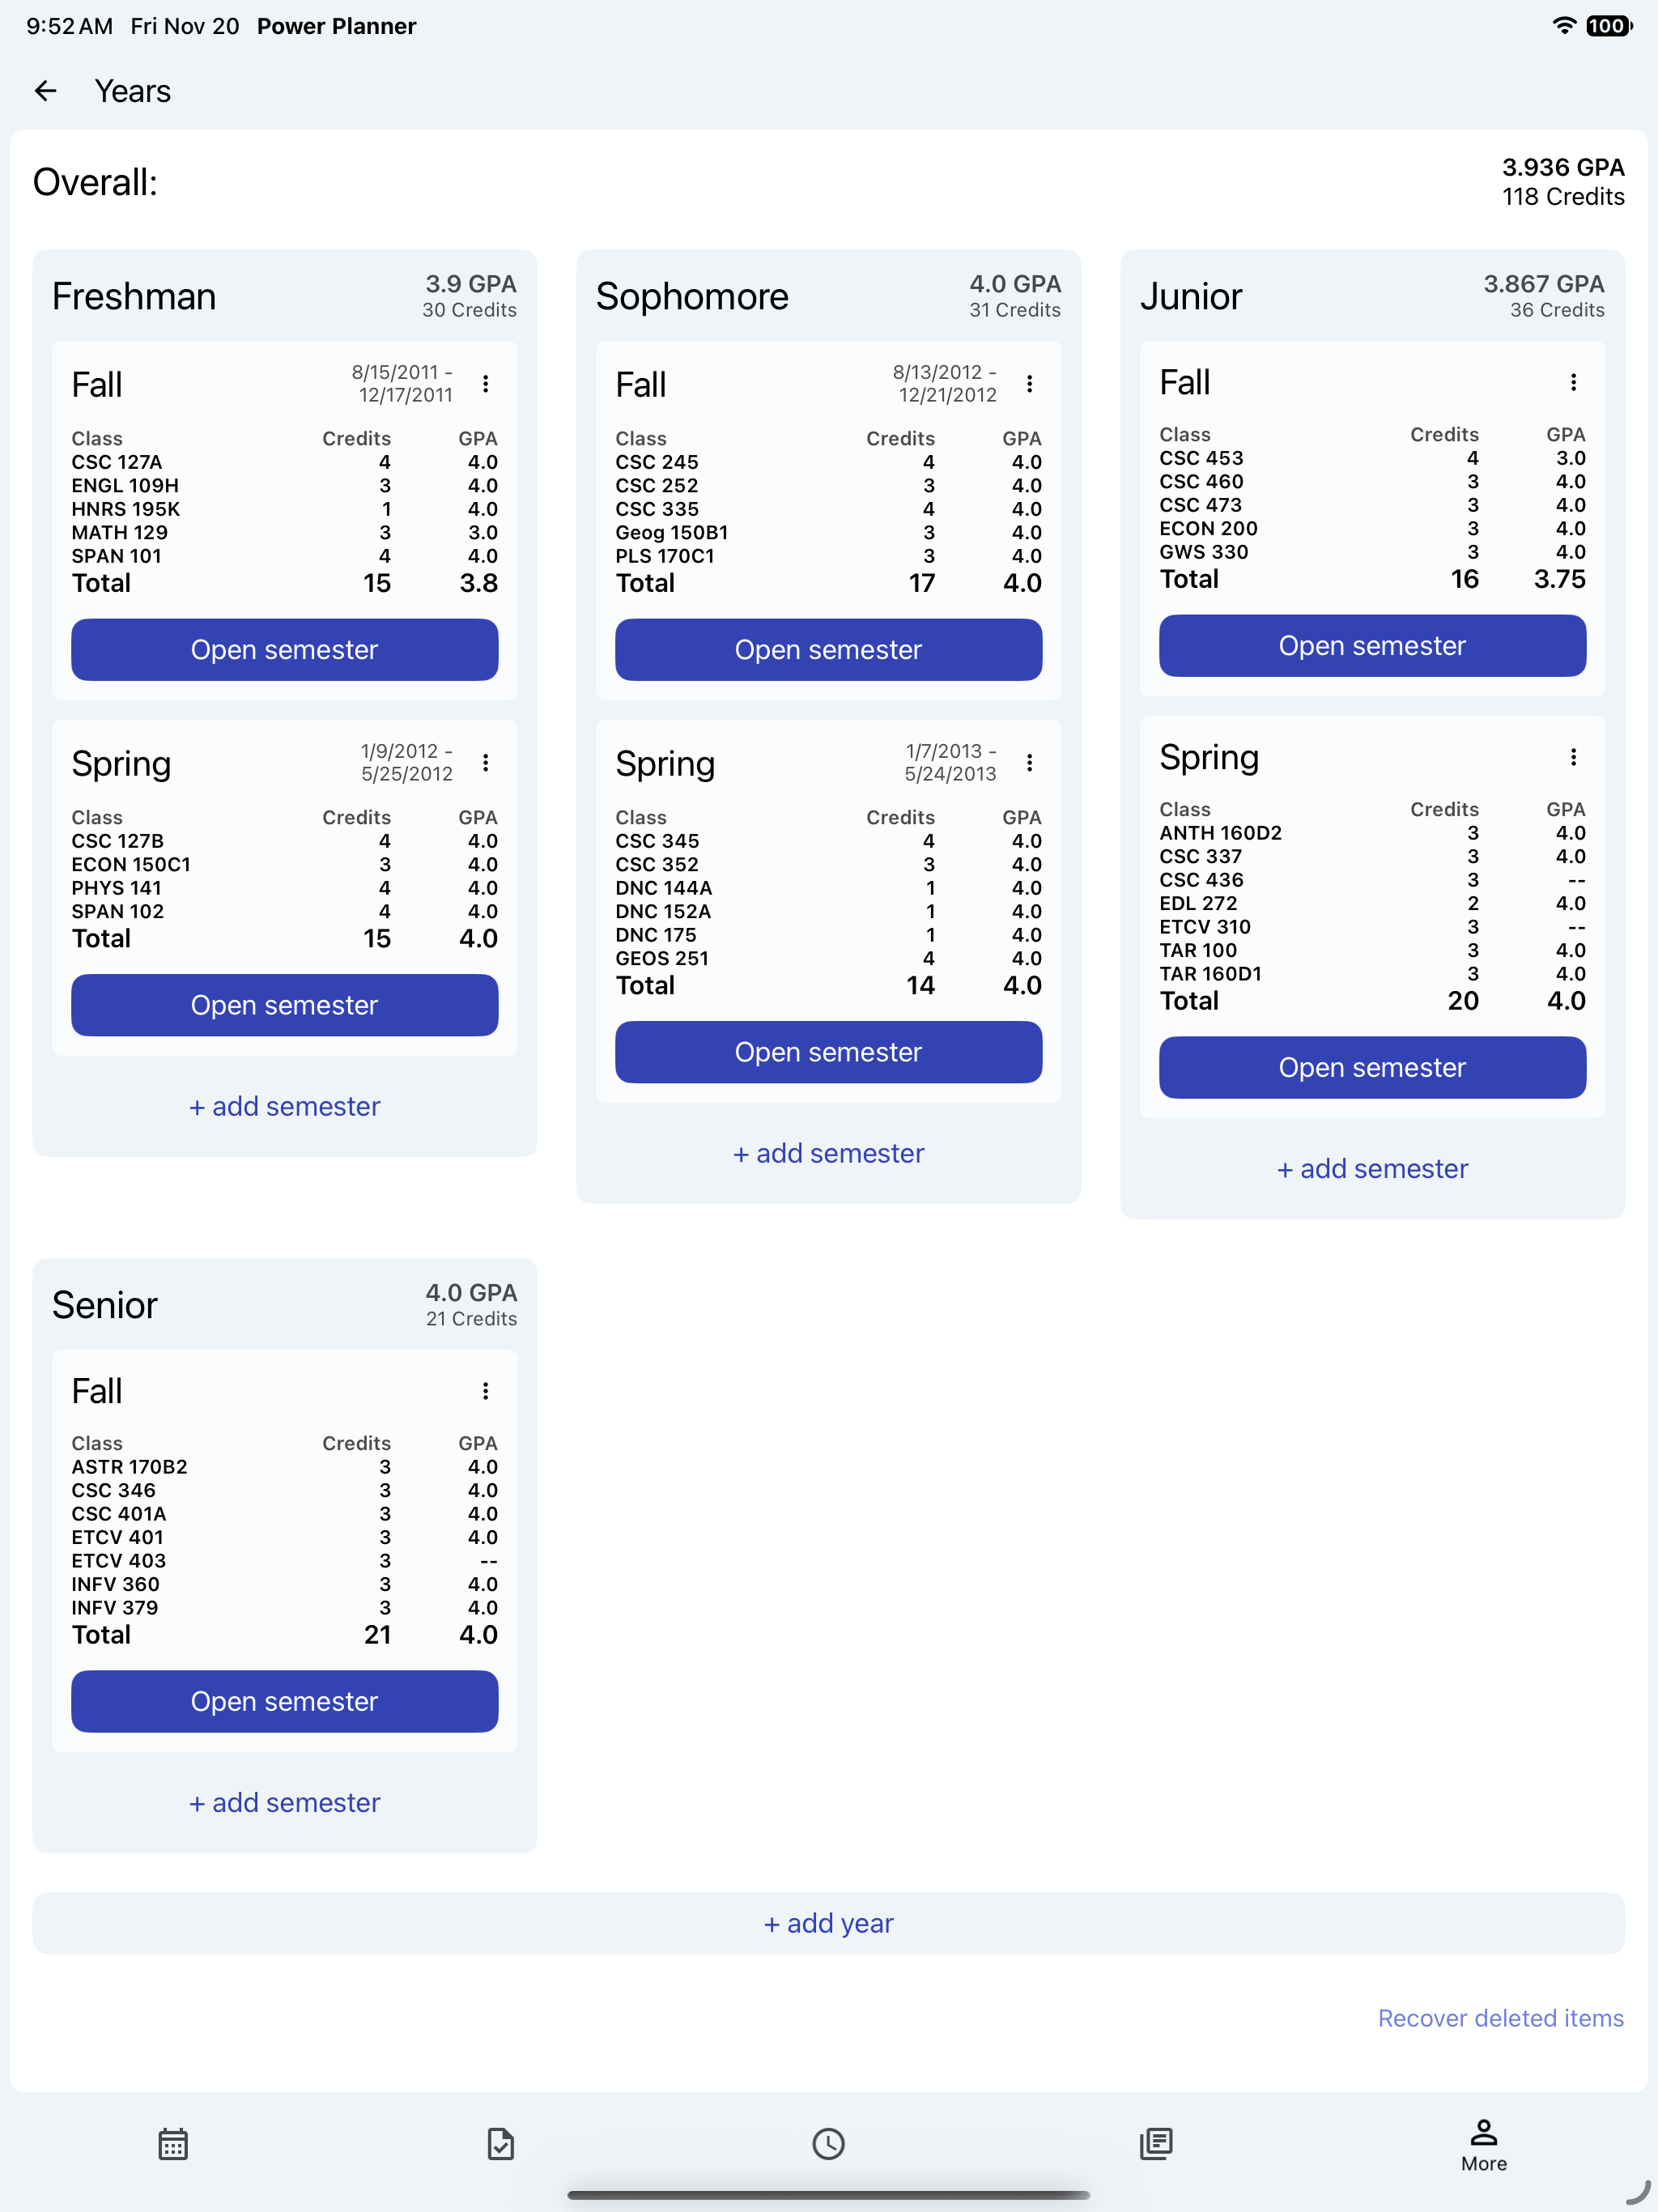 9:52 AM Fri Nov 20 Power Planner 100
Years
Overall:
3.936 GPA
118 Credits
Freshman
3.9 GPA
30 Credits
Fall
8/15/2011 -
12/17/2011
Class Credits GPA
CSC 127A 4 4.0
ENGL 109H 3 4.0
HNRS 195K 1 4.0
MATH 129 3 3.0
SPAN 101 4 4.0
Total 15 3.8
Open semester
Spring
1/9/2012 -
5/25/2012
Class Credits GPA
CSC 127B 4 4.0
ECON 150C1 3 4.0
PHYS 141 4 4.0
SPAN 102 4 4.0
Total 15 4.0
Open semester
+ add semester
Sophomore
4.0 GPA
31 Credits
Fall
8/13/2012 -
12/21/2012
Class Credits GPA
CSC 245 4 4.0
CSC 252 3 4.0
CSC 335 4 4.0
Geog 150B1 3 4.0
PLS 170C1 3 4.0
Total 17 4.0
Open semester
Spring
1/7/2013 -
5/24/2013
Class Credits GPA
CSC 345 4 4.0
CSC 352 3 4.0
DNC 144A 1 4.0
DNC 152A 1 4.0
DNC 175 1 4.0
GEOS 251 4 4.0
Total 14 4.0
Open semester
+ add semester
Junior
3.867 GPA
36 Credits
Fall
Class Credits GPA
CSC 453 4 3.0
CSC 460 3 4.0
CSC 473 3 4.0
ECON 200 3 4.0
GWS 330 3 4.0
Total 16 3.75
Open semester
Spring
Class Credits GPA
ANTH 160D2 3 4.0
CSC 337 3 4.0
CSC 436 3 --
EDL 272 2 4.0
ETCV 310 3 --
TAR 100 3 4.0
TAR 160D1 3 4.0
Total 20 4.0
Open semester
+ add semester
Senior
4.0 GPA
21 Credits
Fall
Class Credits GPA
ASTR 170B2 3 4.0
CSC 346 3 4.0
CSC 401A 3 4.0
ETCV 401 3 4.0
ETCV 403 3 --
INFV 360 3 4.0
INFV 379 3 4.0
Total 21 4.0
Open semester
+ add semester
+ add year
Recover deleted items
More